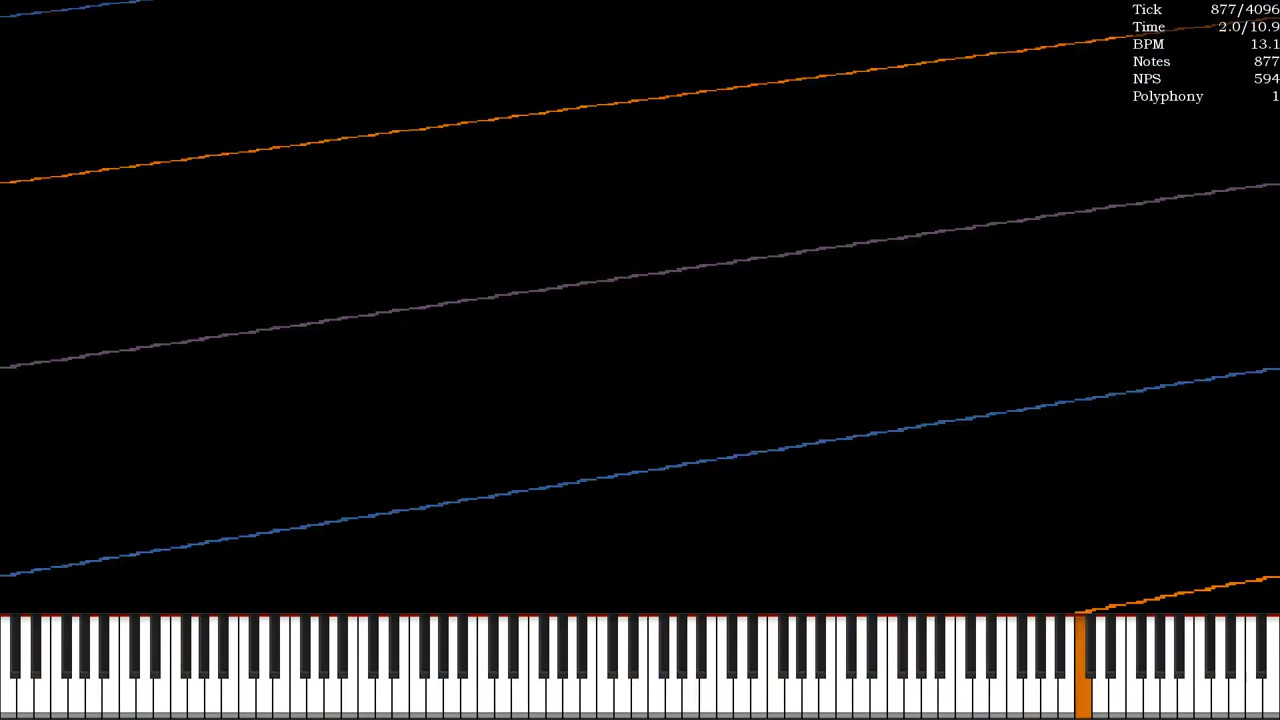 Tick 877/4096
Time 2.0/10.9
BPM 13.1
Notes 877
NPS 594
Polyphony 1